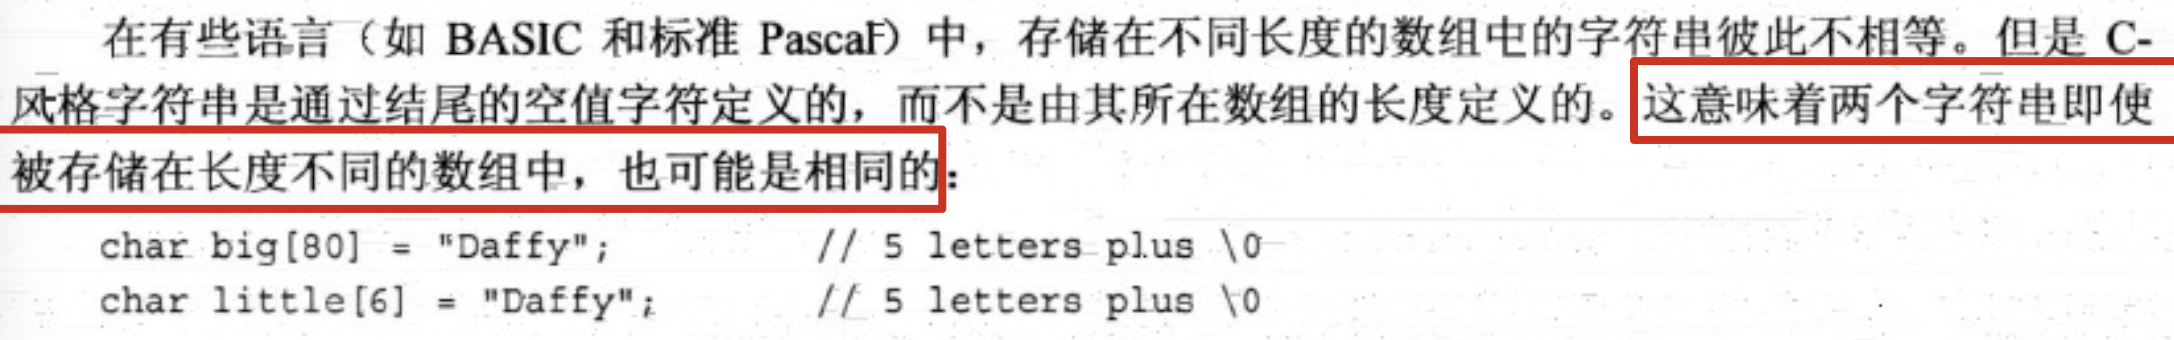 在有些语言（如 BASIC 和标准 Pascal）中，存储在不同长度的数组中的字符串彼此不相等。但是 C-
风格字符串是通过结尾的空值字符定义的，而不是由其所在数组的长度定义的。这意味着两个字符串即使
被存储在长度不同的数组中，也可能是相同的：
char big[80] = "Daffy"; // 5 letters plus \0
char little[6] = "Daffy"; // 5 letters plus \0